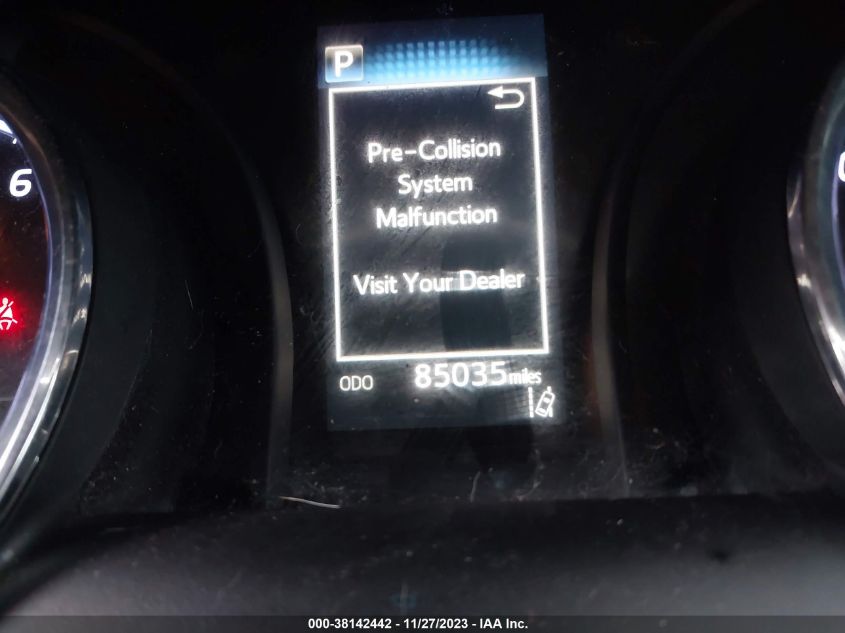 P
6
Pre-Collision
System
Malfunction
Visit Your Dealer
ODO 85035 miles
000-38142442 - 11/27/2023 - IAA Inc.